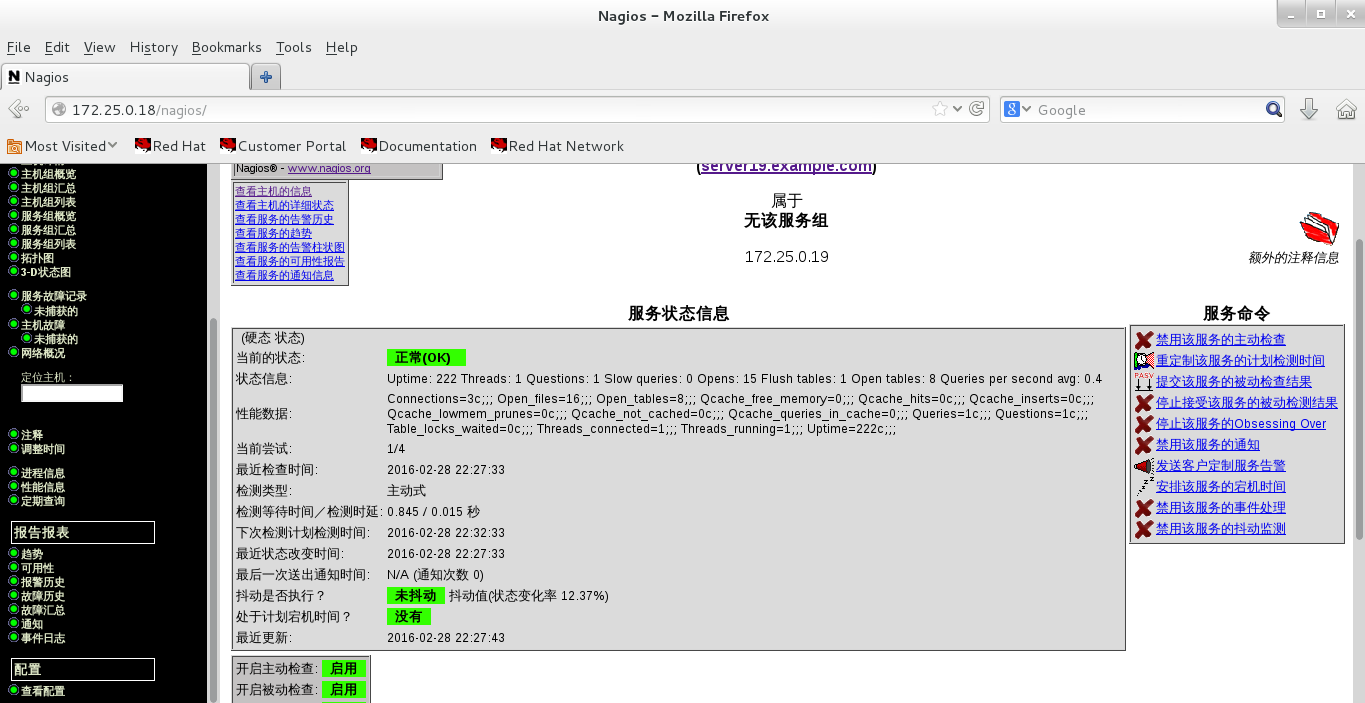 Nagios - Mozilla Firefox
File Edit View History Bookmarks Tools Help
Nagios
172.25.0.18/nagios/
Google
Most Visited
Red Hat
Customer Portal
Documentation
Red Hat Network
主机组概览
主机组汇总
主机组列表
服务组概览
服务组汇总
服务组列表
拓扑图
3-D状态图
服务故障记录
未捕获的
主机故障
未捕获的
网络概况
定位主机：
注释
调整时间
进程信息
性能信息
定期查询
报告报表
趋势
可用性
报警历史
故障历史
故障汇总
通知
事件日志
配置
查看配置
Nagios® - www.nagios.org
查看主机的信息
查看主机的详细状态
查看服务的告警历史
查看服务的趋势
查看服务的告警柱状图
查看服务的可用性报告
查看服务的通知信息
(server19.example.com)
属于
无该服务组
172.25.0.19
额外的注释信息
服务状态信息
(硬态 状态)
当前的状态: 正常(OK)
状态信息: Uptime: 222 Threads: 1 Questions: 1 Slow queries: 0 Opens: 15 Flush tables: 1 Open tables: 8 Queries per second avg: 0.4
性能数据: Connections=3c;;; Open_files=16;;; Open_tables=8;;; Qcache_free_memory=0;;; Qcache_hits=0c;;; Qcache_inserts=0c;;;
Qcache_lowmem_prunes=0c;;; Qcache_not_cached=0c;;; Qcache_queries_in_cache=0;;; Queries=1c;;; Questions=1c;;;
Table_locks_waited=0c;;; Threads_connected=1;;; Threads_running=1;;; Uptime=222c;;;
当前尝试: 1/4
最近检查时间: 2016-02-28 22:27:33
检测类型: 主动式
检测等待时间／检测时延: 0.845 / 0.015 秒
下次检测计划检测时间: 2016-02-28 22:32:33
最近状态改变时间: 2016-02-28 22:27:33
最后一次送出通知时间: N/A (通知次数 0)
抖动是否执行？ 未抖动 抖动值(状态变化率 12.37%)
处于计划宕机时间？ 没有
最近更新: 2016-02-28 22:27:43
开启主动检查: 启用
开启被动检查: 启用
服务命令
禁用该服务的主动检查
重定制该服务的计划检测时间
PASV 提交该服务的被动检查结果
停止接受该服务的被动检测结果
停止该服务的Obsessing Over
禁用该服务的通知
发送客户定制服务告警
安排该服务的宕机时间
禁用该服务的事件处理
禁用该服务的抖动监测